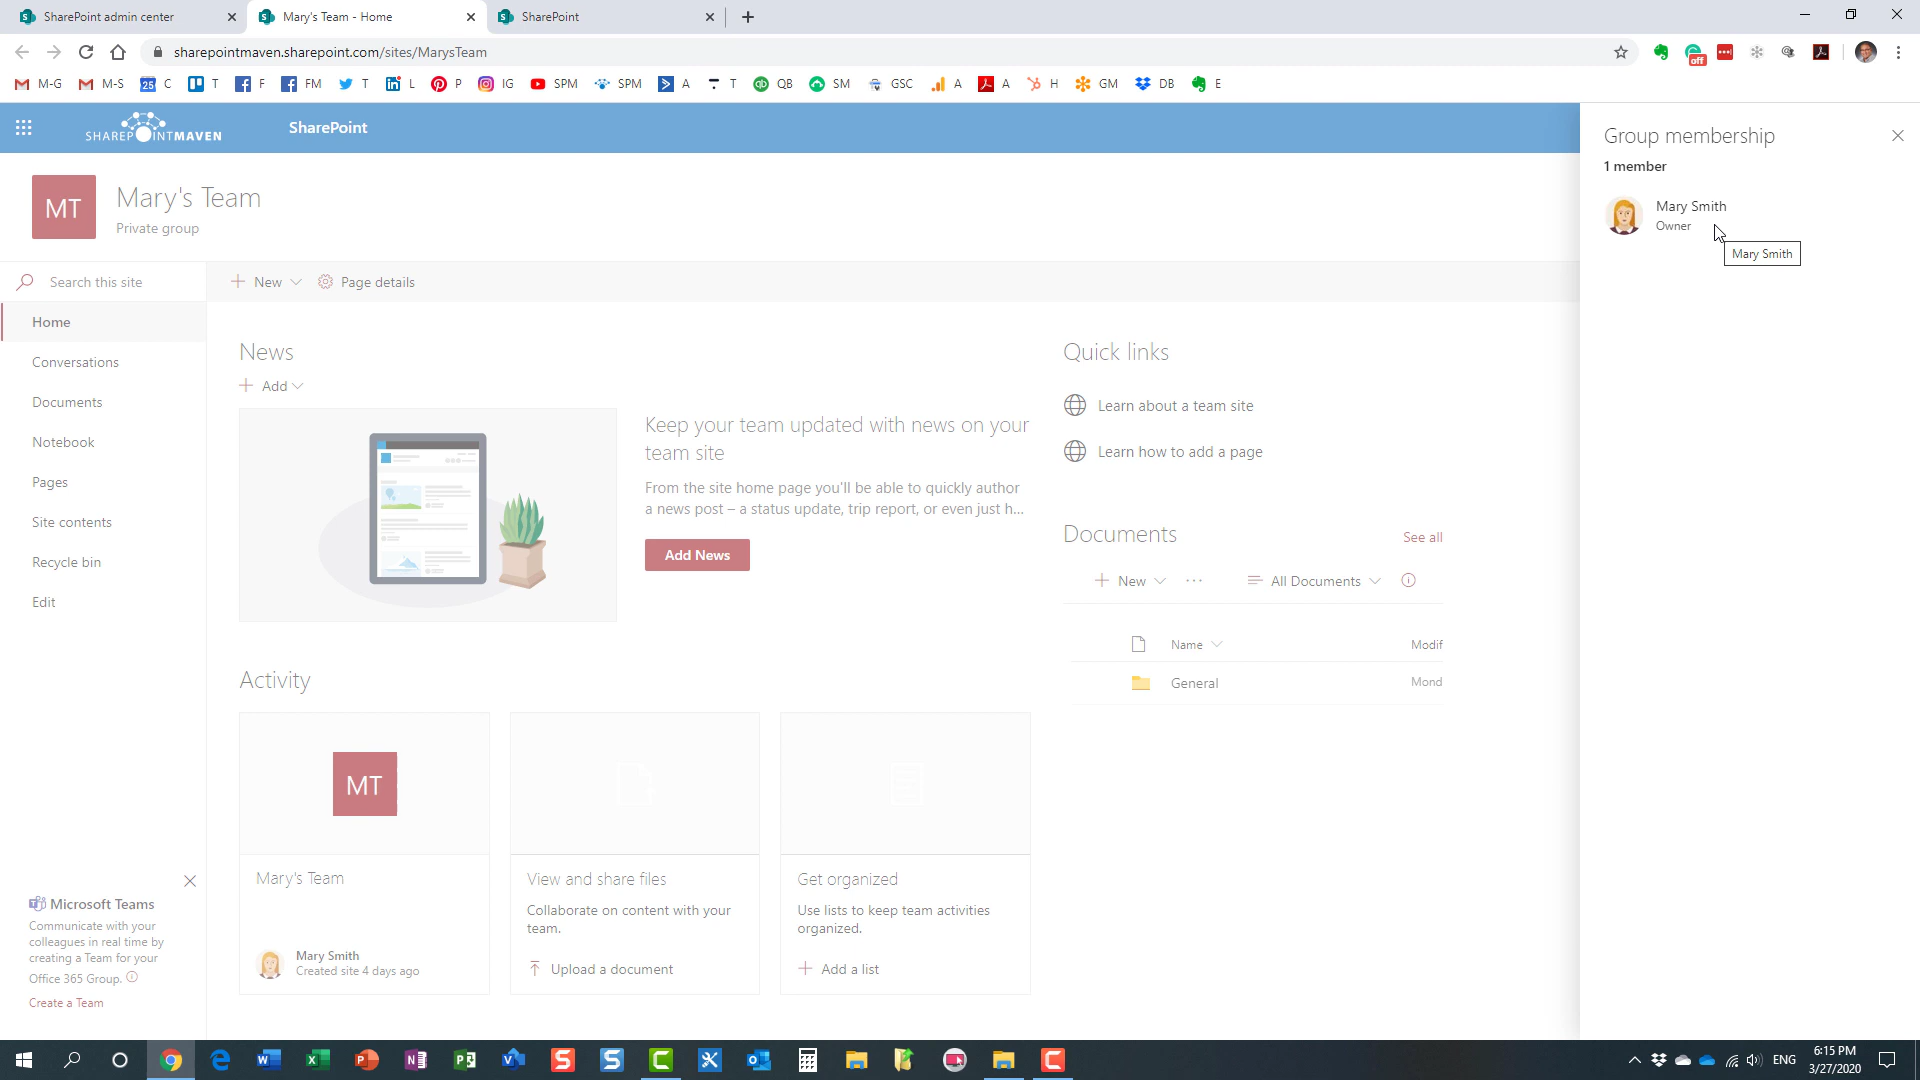 SharePoint admin center
Mary's Team - Home
SharePoint
sharepointmaven.sharepoint.com/sites/MarysTeam
off
M-G
M-S
25
C
T
F
FM
T
L
P
IG
SPM
SPM
A
T
QB
SM
GSC
A
A
H
GM
DB
E
SHAREPOINTMAVEN
SharePoint
MT
Mary's Team
Private group
Search this site
New
Page details
Home
Conversations
Documents
Notebook
Pages
Site contents
Recycle bin
Edit
Microsoft Teams
Communicate with your
colleagues in real time by
creating a Team for your
Office 365 Group.
Create a Team
News
Add
Keep your team updated with news on your
team site
From the site home page you'll be able to quickly author
a news post – a status update, trip report, or even just h...
Add News
Activity
MT
Mary's Team
Mary Smith
Created site 4 days ago
View and share files
Collaborate on content with your
team.
Upload a document
Get organized
Use lists to keep team activities
organized.
Add a list
Quick links
Learn about a team site
Learn how to add a page
Documents
See all
New
All Documents
Name
Modif
General
Mond
Group membership
1 member
Mary Smith
Owner
Mary Smith
ENG
6:15 PM
3/27/2020